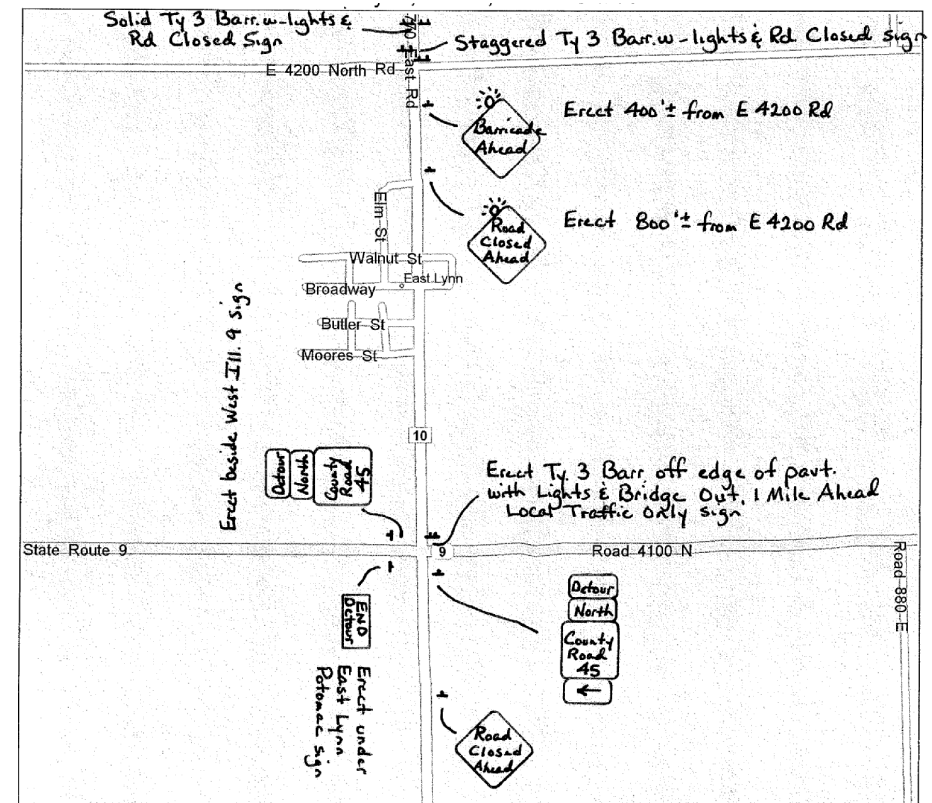 Solid Ty 3 Barr. w-lights &
Rd Closed Sign
Staggered Ty 3 Barr. w-lights & Rd Closed Sign
East Rd
E 4200 North Rd
Barricade
Ahead
Erect 400'± from E 4200 Rd
Road
Closed
Ahead
Erect 800'± from E 4200 Rd
Elm St
Walnut St
East Lynn
Broadway
Butler St
Moores St
Erect beside West Ill. 9 sign
10
Detour
North
County
Road
45
Erect Ty 3 Barr. off edge of pavt.
with Lights & Bridge Out, 1 Mile Ahead
Local Traffic Only sign
State Route 9
9
Road 4100 N
Road 880 E
END
Detour
Erect under
East Lynn
Potomac sign
Detour
North
County
Road
45
←
Road
Closed
Ahead